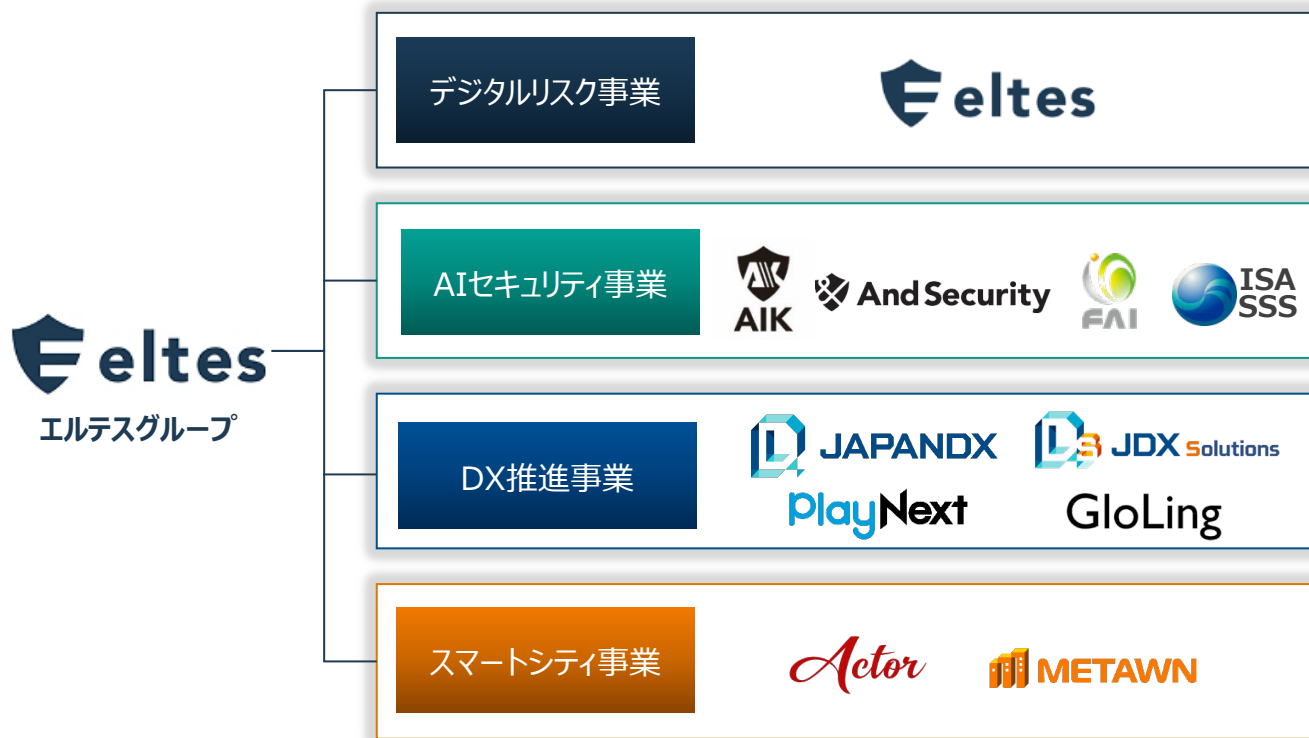 eltes
エルテスグループ
デジタルリスク事業
eltes
AIセキュリティ事業
AIK
AIK
And Security
FAI
ISA
SSS
DX推進事業
JAPANDX
JDX Solutions
PlayNext
GloLing
スマートシティ事業
Actor
METAWN